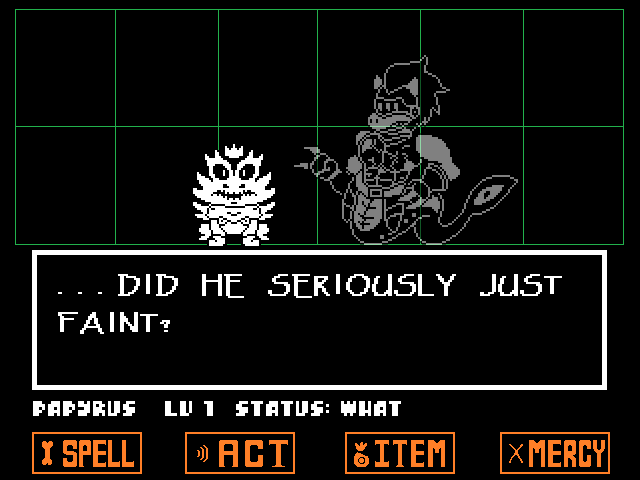 ...DID HE SERIOUSLY JUST
FAINT?
PAPYRUS LV 1 STATUS: WHAT
SPELL ACT ITEM MERCY